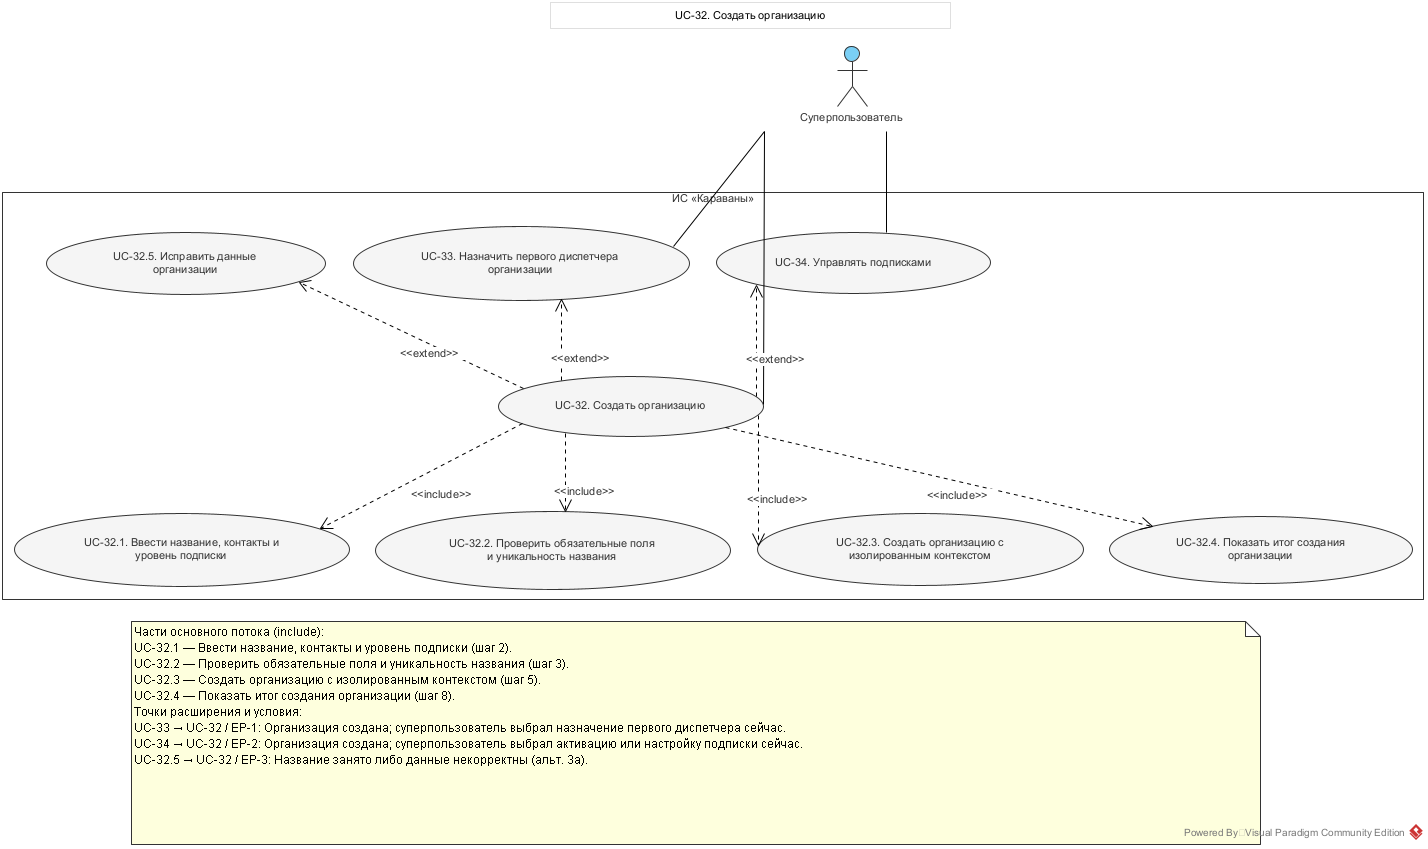 UC-32. Создать организацию
Суперпользователь
ИС «Караваны»
UC-32.5. Исправить данные
организации
UC-33. Назначить первого диспетчера
организации
UC-34. Управлять подписками
<<extend>>
<<extend>>
<<extend>>
UC-32. Создать организацию
<<include>>
<<include>>
<<include>>
<<include>>
UC-32.1. Ввести название, контакты и
уровень подписки
UC-32.2. Проверить обязательные поля
и уникальность названия
UC-32.3. Создать организацию с
изолированным контекстом
UC-32.4. Показать итог создания
организации
Части основного потока (include):
UC-32.1 — Ввести название, контакты и уровень подписки (шаг 2).
UC-32.2 — Проверить обязательные поля и уникальность названия (шаг 3).
UC-32.3 — Создать организацию с изолированным контекстом (шаг 5).
UC-32.4 — Показать итог создания организации (шаг 8).
Точки расширения и условия:
UC-33 → UC-32 / EP-1: Организация создана; суперпользователь выбрал назначение первого диспетчера сейчас.
UC-34 → UC-32 / EP-2: Организация создана; суперпользователь выбрал активацию или настройку подписки сейчас.
UC-32.5 → UC-32 / EP-3: Название занято либо данные некорректны (альт. 3а).
Powered By Visual Paradigm Community Edition